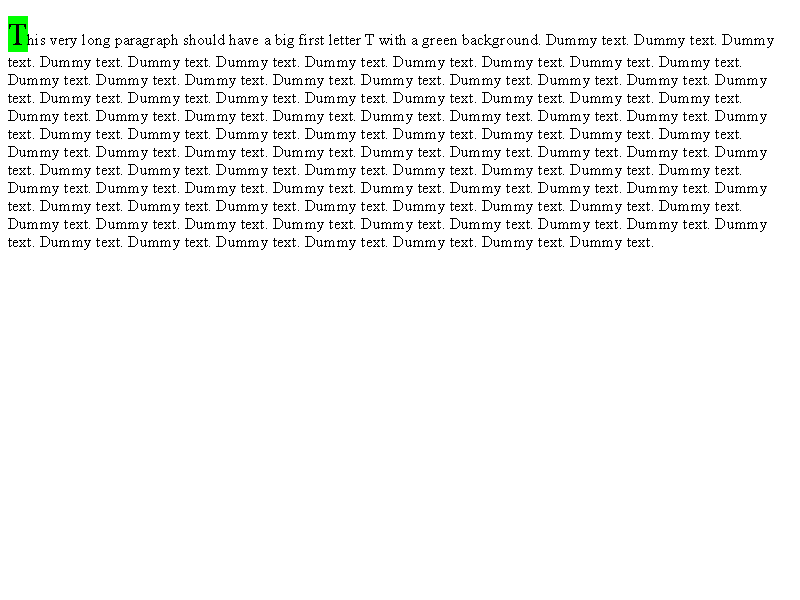 This very long paragraph should have a big first letter T with a green background. Dummy text. Dummy text. Dummy
text. Dummy text. Dummy text. Dummy text. Dummy text. Dummy text. Dummy text. Dummy text. Dummy text.
Dummy text. Dummy text. Dummy text. Dummy text. Dummy text. Dummy text. Dummy text. Dummy text. Dummy
text. Dummy text. Dummy text. Dummy text. Dummy text. Dummy text. Dummy text. Dummy text. Dummy text.
Dummy text. Dummy text. Dummy text. Dummy text. Dummy text. Dummy text. Dummy text. Dummy text. Dummy
text. Dummy text. Dummy text. Dummy text. Dummy text. Dummy text. Dummy text. Dummy text. Dummy text.
Dummy text. Dummy text. Dummy text. Dummy text. Dummy text. Dummy text. Dummy text. Dummy text. Dummy
text. Dummy text. Dummy text. Dummy text. Dummy text. Dummy text. Dummy text. Dummy text. Dummy text.
Dummy text. Dummy text. Dummy text. Dummy text. Dummy text. Dummy text. Dummy text. Dummy text. Dummy
text. Dummy text. Dummy text. Dummy text. Dummy text. Dummy text. Dummy text. Dummy text. Dummy text.
Dummy text. Dummy text. Dummy text. Dummy text. Dummy text. Dummy text. Dummy text. Dummy text. Dummy
text. Dummy text. Dummy text. Dummy text. Dummy text. Dummy text. Dummy text. Dummy text.